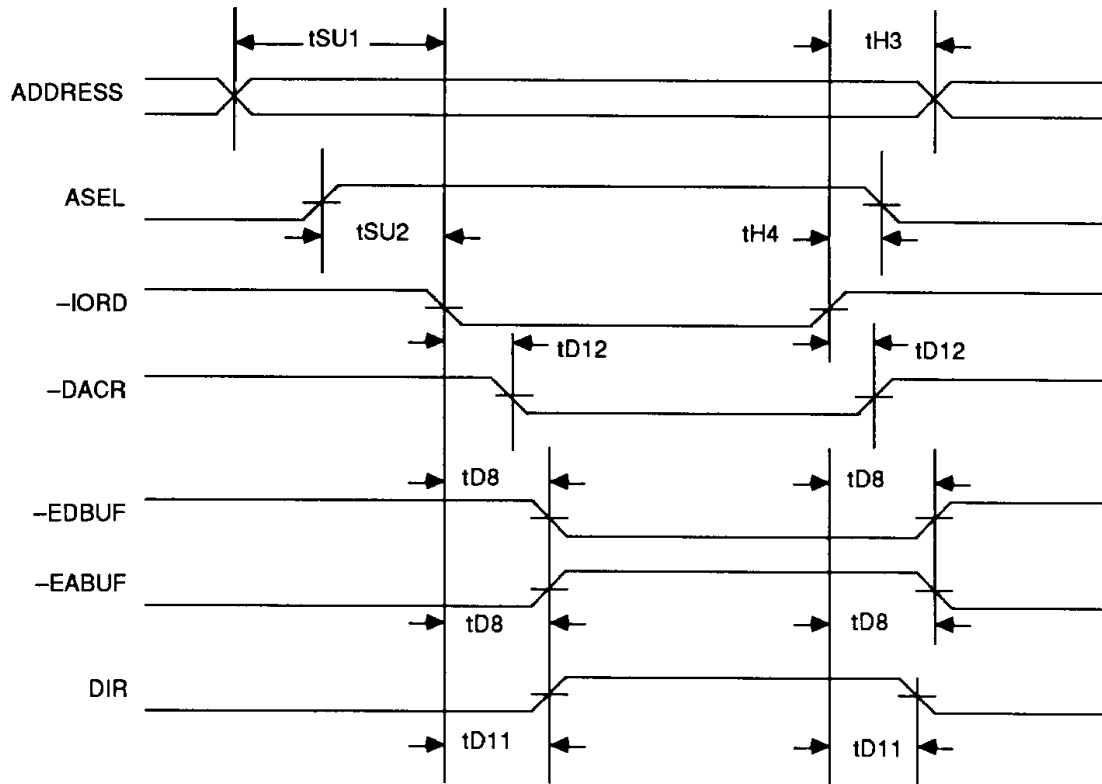 tSU1
tH3
ADDRESS
ASEL
tSU2
tH4
–IORD
tD12
tD12
–DACR
tD8
tD8
–EDBUF
–EABUF
tD8
tD8
DIR
tD11
tD11